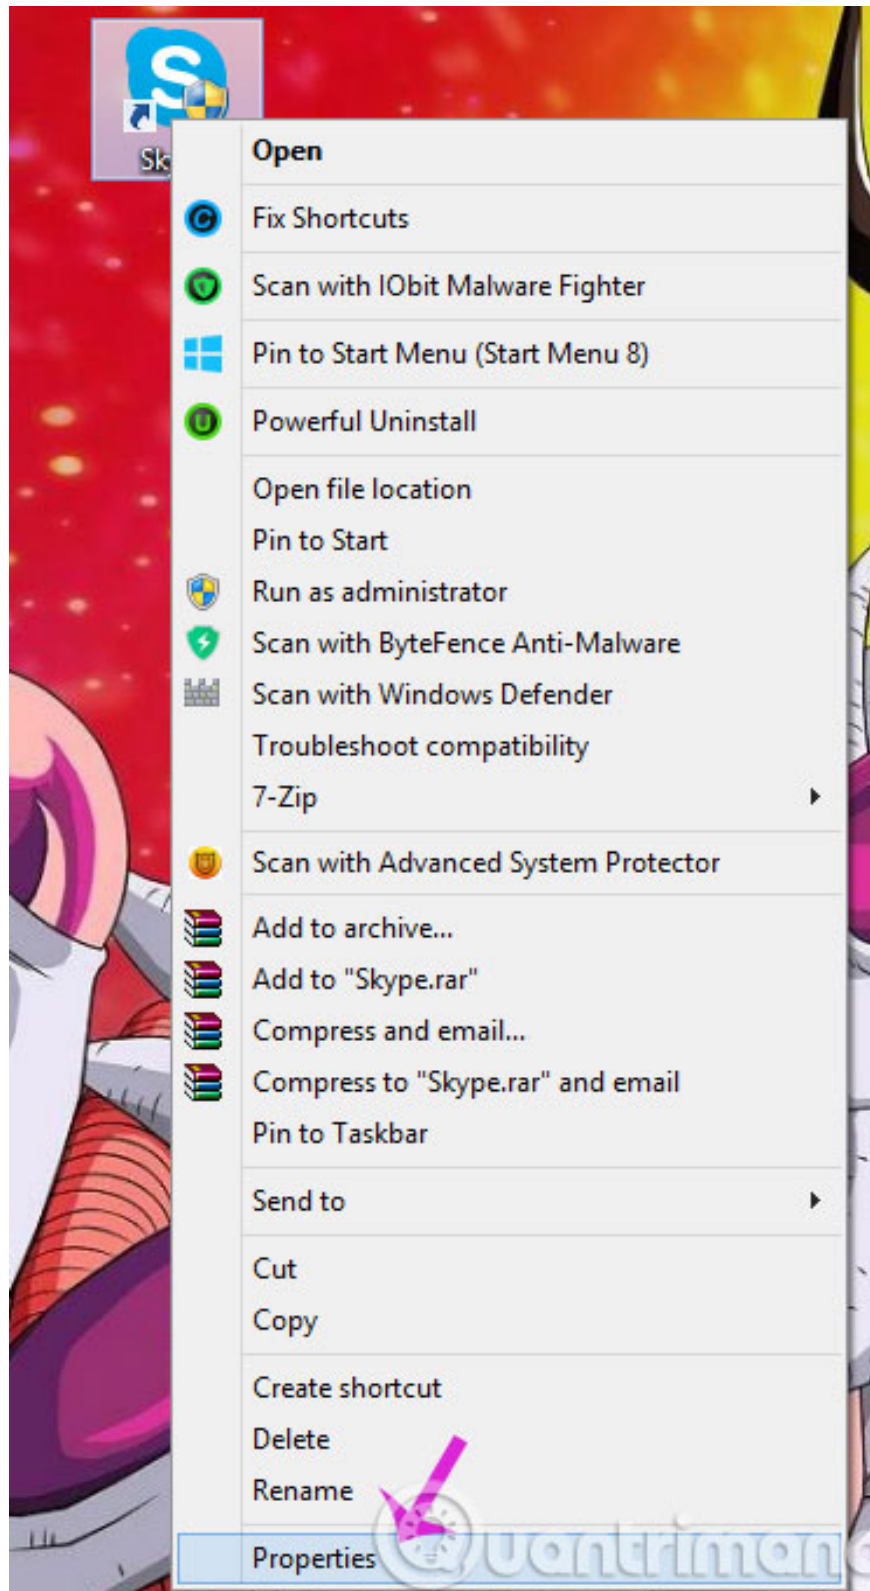 S
Sk
Open
Fix Shortcuts
Scan with IObit Malware Fighter
Pin to Start Menu (Start Menu 8)
Powerful Uninstall
Open file location
Pin to Start
Run as administrator
Scan with ByteFence Anti-Malware
Scan with Windows Defender
Troubleshoot compatibility
7-Zip
Scan with Advanced System Protector
Add to archive...
Add to "Skype.rar"
Compress and email...
Compress to "Skype.rar" and email
Pin to Taskbar
Send to
Cut
Copy
Create shortcut
Delete
Rename
Properties
Quantrimang